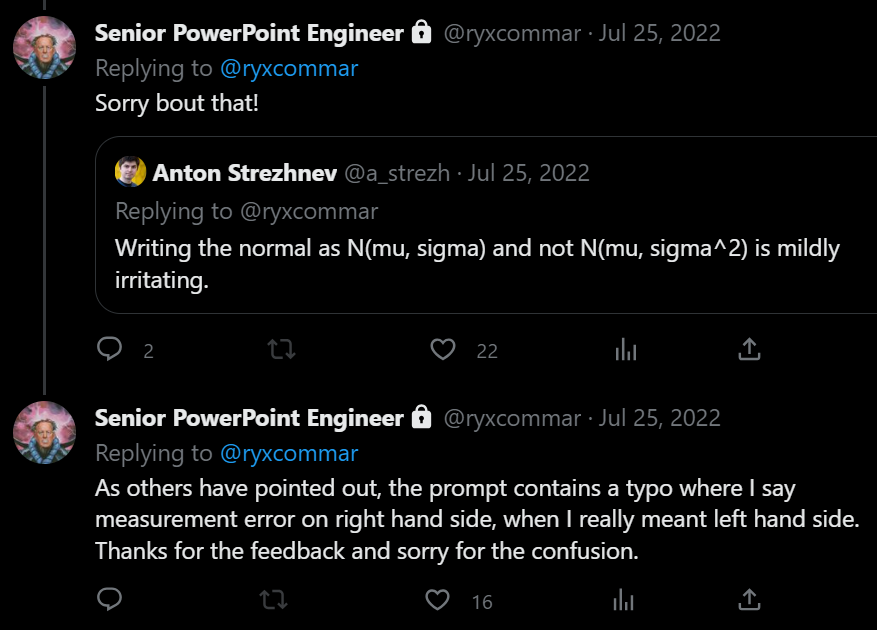 Senior PowerPoint Engineer @ryxcommar · Jul 25, 2022
Replying to @ryxcommar
Sorry bout that!
Anton Strezhnev @a_strezh · Jul 25, 2022
Replying to @ryxcommar
Writing the normal as N(mu, sigma) and not N(mu, sigma^2) is mildly
irritating.
2 22
Senior PowerPoint Engineer @ryxcommar · Jul 25, 2022
Replying to @ryxcommar
As others have pointed out, the prompt contains a typo where I say
measurement error on right hand side, when I really meant left hand side.
Thanks for the feedback and sorry for the confusion.
16